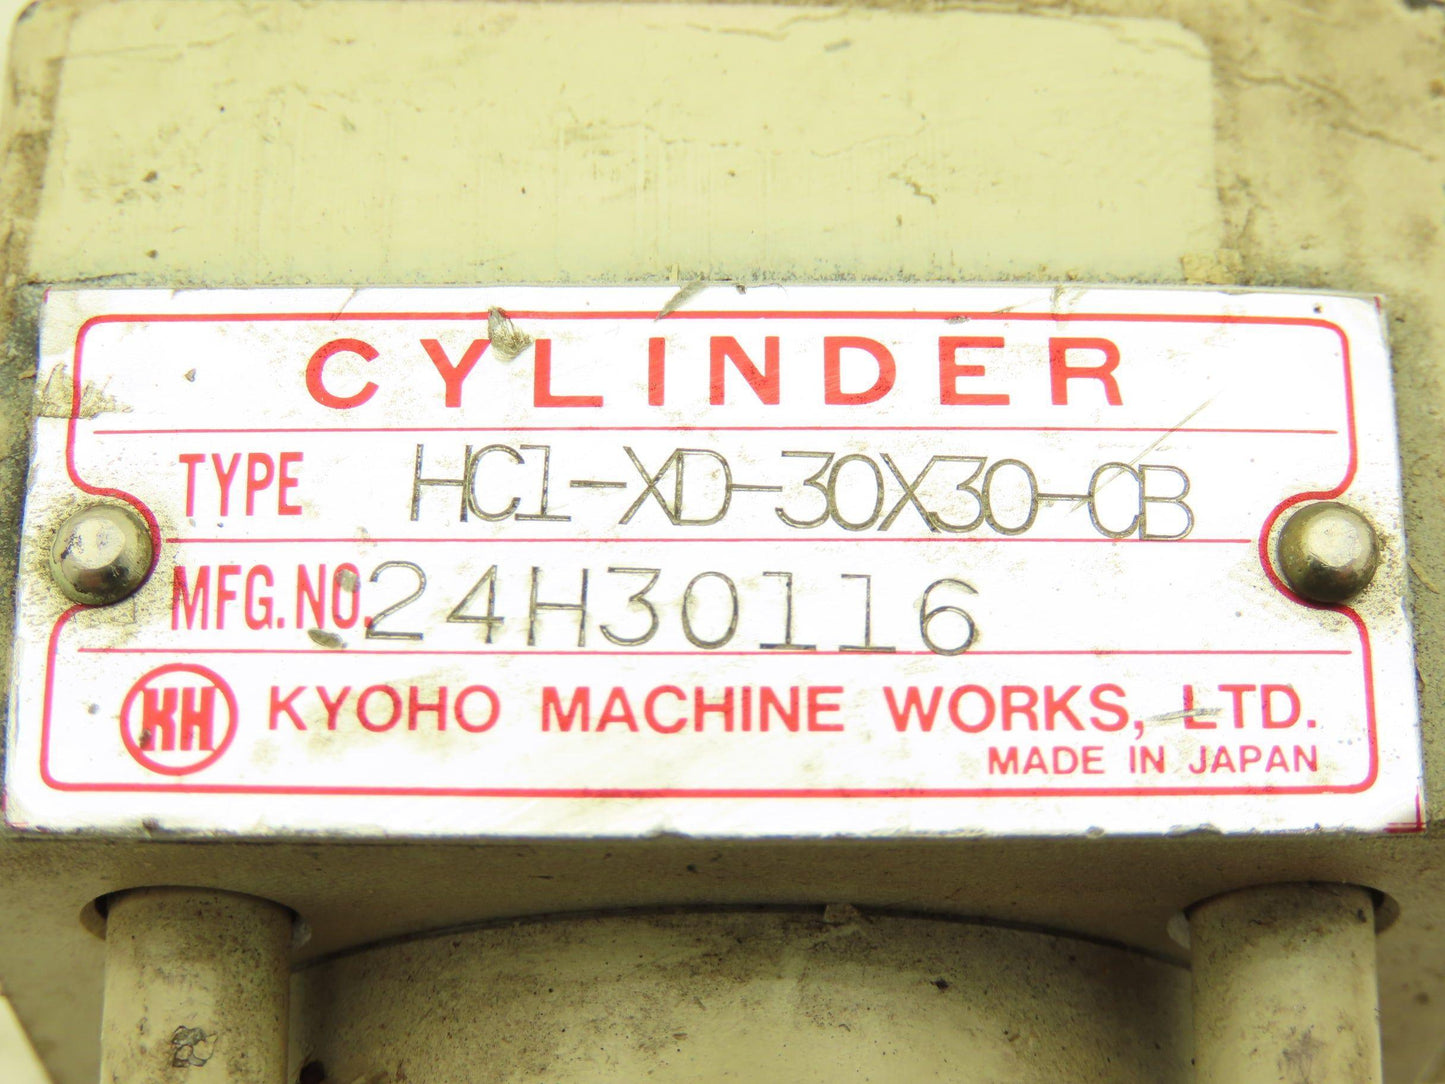 CYLINDER
TYPE HC1-XD-30X30-CB
MFG.NO. 24H30116
KH KYOHO MACHINE WORKS, LTD.
MADE IN JAPAN